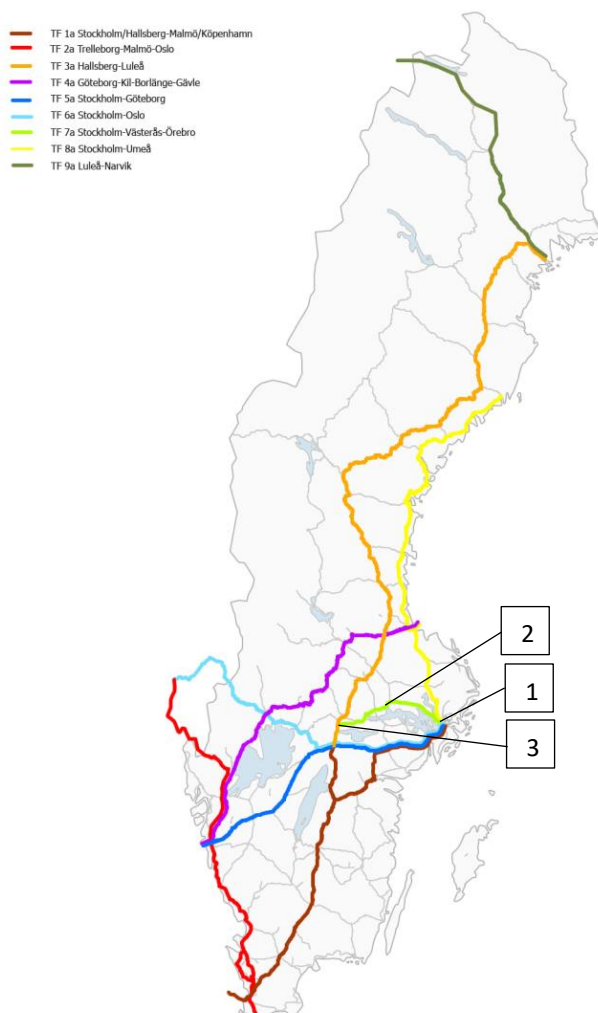 TF 1a Stockholm/Hallsberg-Malmö/Köpenhamn
TF 2a Trelleborg-Malmö-Oslo
TF 3a Hallsberg-Luleå
TF 4a Göteborg-Kil-Borlänge-Gävle
TF 5a Stockholm-Göteborg
TF 6a Stockholm-Oslo
TF 7a Stockholm-Västerås-Örebro
TF 8a Stockholm-Umeå
TF 9a Luleå-Narvik
2
1
3